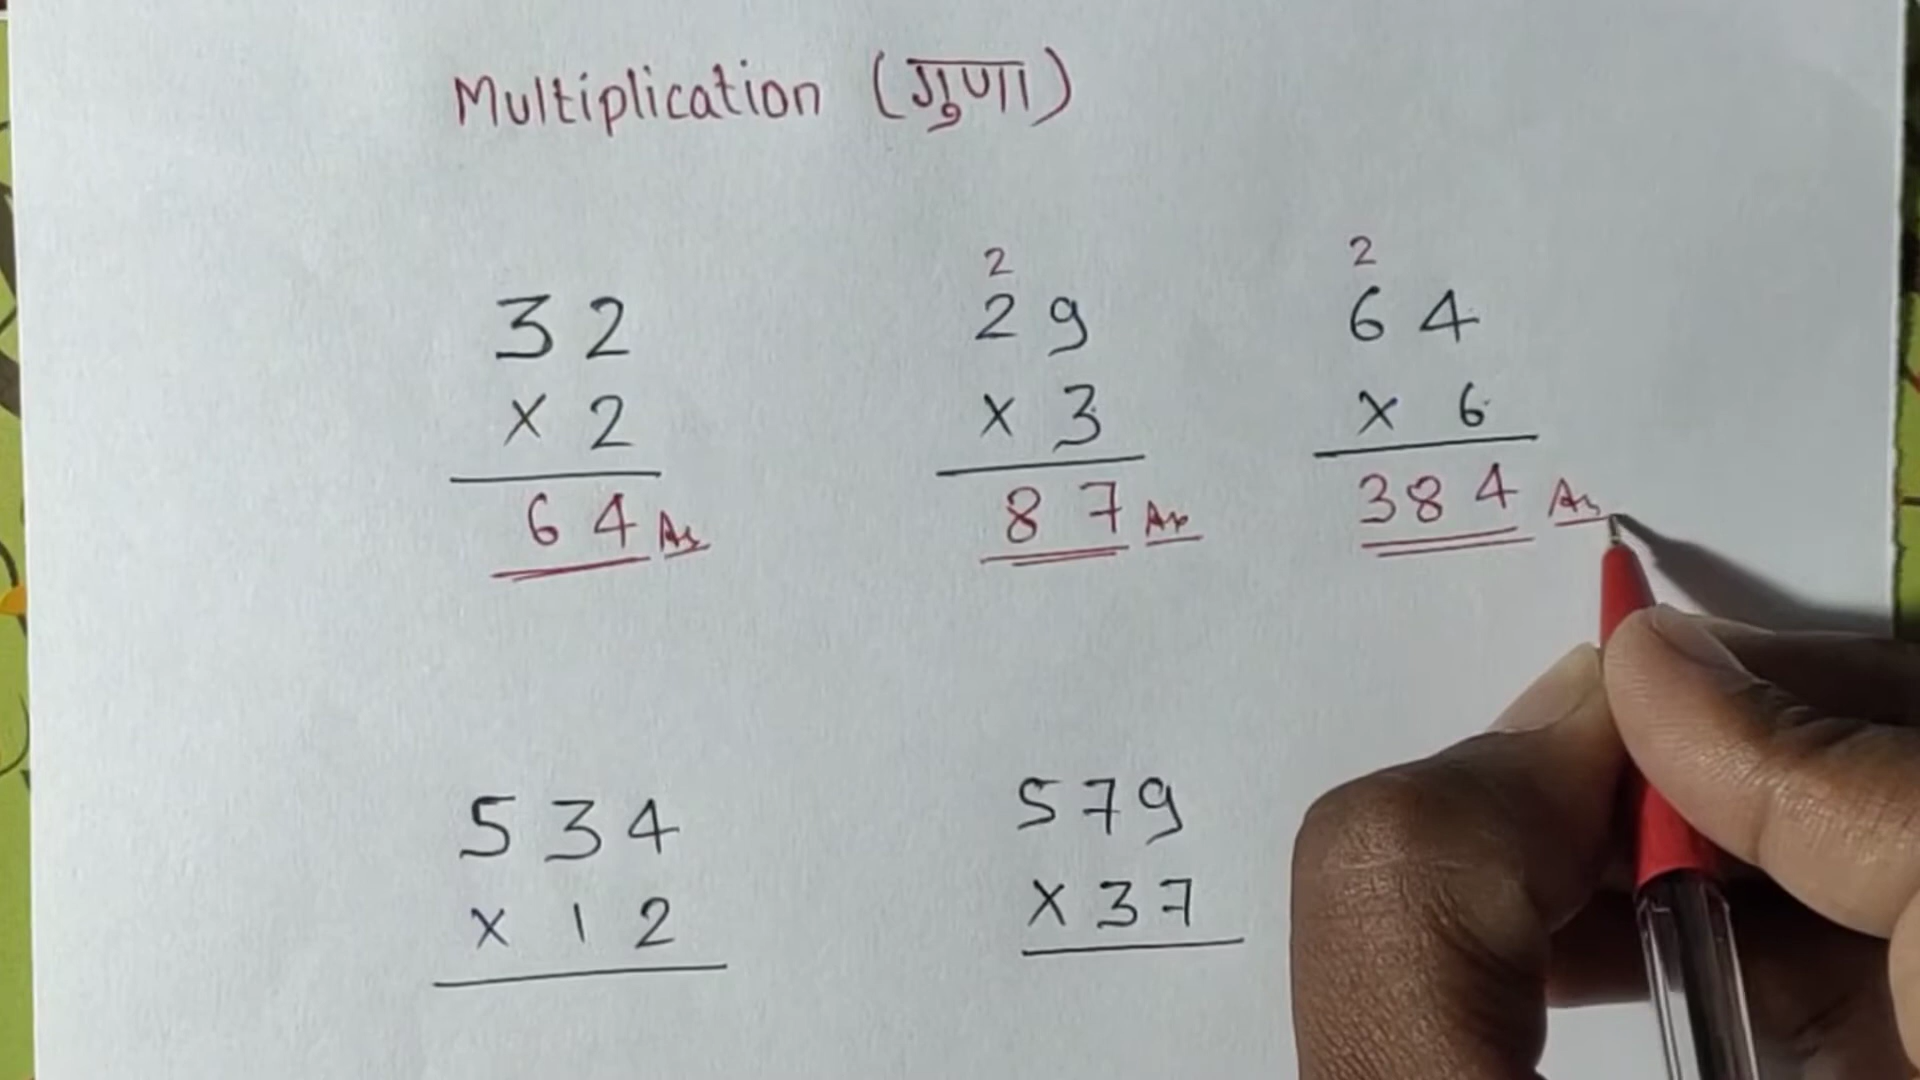 Multiplication (गुणा)
2 2
32 29 64
× 2 × 3 × 6
64 Ans 87 Ans 384 Ans
534 579
× 12 × 37